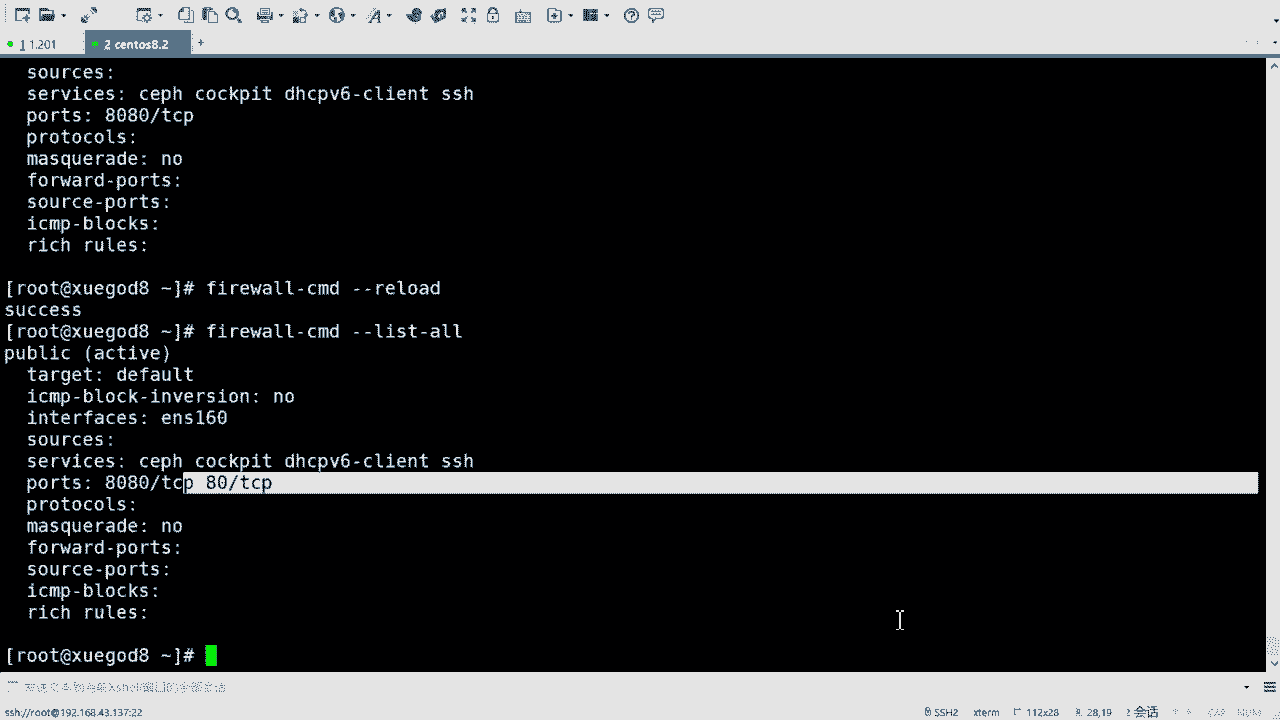 1 1.201
2 centos8.2
+
sources:
services: ceph cockpit dhcpv6-client ssh
ports: 8080/tcp
protocols:
masquerade: no
forward-ports:
source-ports:
icmp-blocks:
rich rules:
[root@xuegod8 ~]# firewall-cmd --reload
success
[root@xuegod8 ~]# firewall-cmd --list-all
public (active)
target: default
icmp-block-inversion: no
interfaces: ens160
sources:
services: ceph cockpit dhcpv6-client ssh
ports: 8080/tcp 80/tcp
protocols:
masquerade: no
forward-ports:
source-ports:
icmp-blocks:
rich rules:
[root@xuegod8 ~]#
ssh://root@192.168.43.137:22 SSH2 xterm 112x28 28,19 2 会话